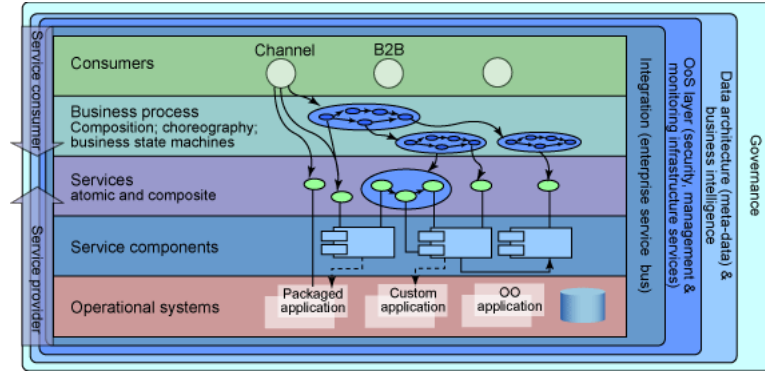 Service consumer
Service provider
Channel
B2B
Consumers
Business process
Composition; choreography;
business state machines
Services
atomic and composite
Service components
Operational systems
Packaged
application
Custom
application
OO
application
Integration (enterprise service bus)
OoS layer (security, management &
monitoring infrastructure services)
Data architecture (meta-data) &
business intelligence
Governance